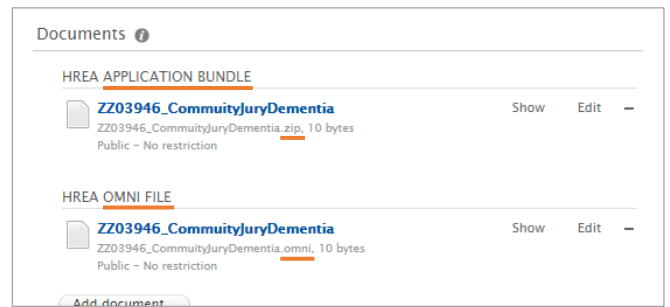 Documents i
HREA APPLICATION BUNDLE
ZZ03946_CommuityJuryDementia Show Edit –
ZZ03946_CommuityJuryDementia.zip, 10 bytes
Public – No restriction
HREA OMNI FILE
ZZ03946_CommuityJuryDementia Show Edit –
ZZ03946_CommuityJuryDementia.omni, 10 bytes
Public – No restriction
Add document...